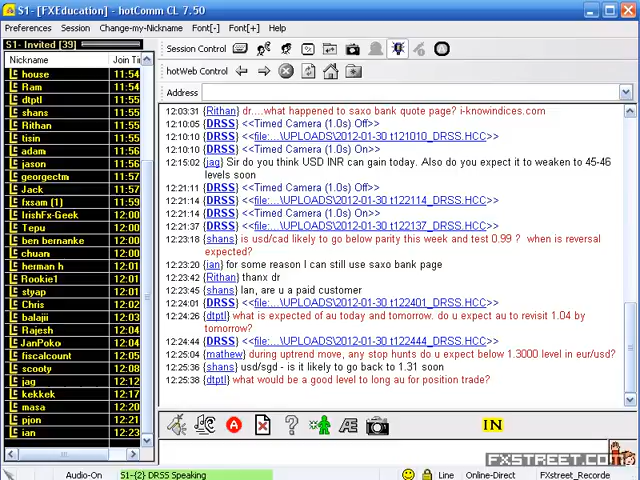 S1- [FXEducation] - hotComm CL 7.50
Preferences Session Change-my-Nickname Font[-] Font[+] Help
S1- Invited [39]
Session Control
Nickname Join Tir
hotWeb Control
Address
house 11:54
Ram 11:54
dtptl 11:54
shans 11:55
Rithan 11:55
tisin 11:55
adam 11:56
jason 11:56
georgectm 11:57
Jack 11:57
fxsam (1) 11:59
IrishFx-Geek 12:00
Tepu 12:00
ben bernanke 12:00
chuan 12:00
herman h 12:01
Rookie1 12:01
styap 12:01
Chris 12:02
balajii 12:03
Rajesh 12:04
JanPoko 12:04
fiscalcount 12:05
scooty 12:08
jag 12:12
kekkek 12:17
masa 12:20
pjon 12:21
ian 12:23
12:03:31 {Rithan} dr....what happened to saxo bank quote page? i-knowindices.com
12:10:05 {DRSS} <<Timed Camera (1.0s) Off>>
12:10:10 {DRSS} <<file:...\UPLOADS\2012-01-30 t121010_DRSS.HCC>>
12:10:10 {DRSS} <<Timed Camera (1.0s) On>>
12:15:02 {jag} Sir do you think USD INR can gain today. Also do you expect it to weaken to 45-46
levels soon
12:21:11 {DRSS} <<Timed Camera (1.0s) Off>>
12:21:14 {DRSS} <<file:...\UPLOADS\2012-01-30 t122114_DRSS.HCC>>
12:21:14 {DRSS} <<Timed Camera (1.0s) On>>
12:21:37 {DRSS} <<file:...\UPLOADS\2012-01-30 t122137_DRSS.HCC>>
12:23:18 {shans} is usd/cad likely to go below parity this week and test 0.99 ? when is reversal
expected?
12:23:20 {ian} for some reason I can still use saxo bank page
12:23:42 {Rithan} thanx dr
12:23:45 {shans} Ian, are u a paid customer
12:24:01 {DRSS} <<file:...\UPLOADS\2012-01-30 t122401_DRSS.HCC>>
12:24:26 {dtptl} what is expected of au today and tomorrow. do u expect au to revisit 1.04 by
tomorrow?
12:24:44 {DRSS} <<file:...\UPLOADS\2012-01-30 t122444_DRSS.HCC>>
12:25:04 {mathew} during uptrend move, any stop hunts do u expect below 1.3000 level in eur/usd?
12:25:36 {shans} usd/sgd - is it likely to go back to 1.31 soon
12:25:38 {dtptl} what would be a good level to long au for position trade?
A
Æ
IN
FXSTREET.COM
Audio-On S1-{2} DRSS Speaking Line Online-Direct FXstreet_Recorde